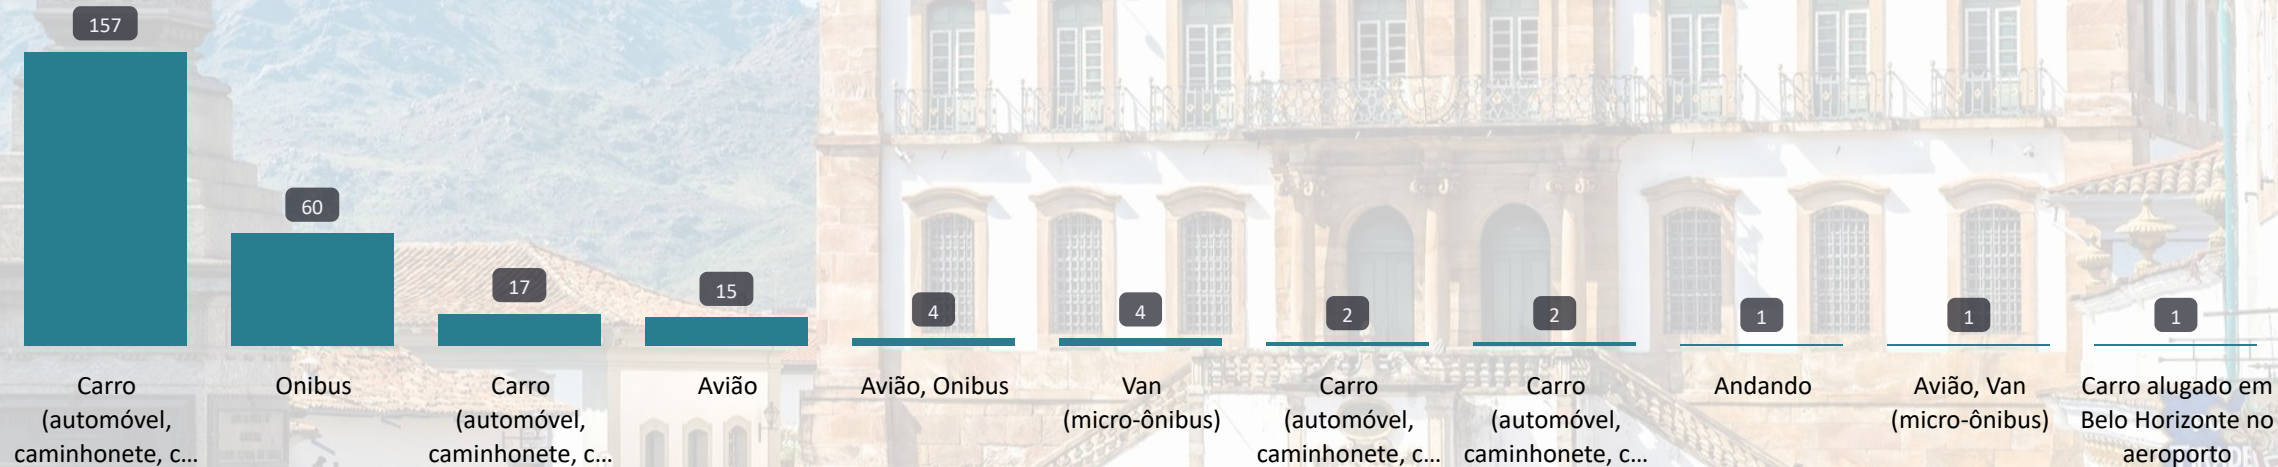 157
60
17
15
4
4
2
2
1
1
1
Carro
(automóvel,
caminhonete, c...
Onibus
Carro
(automóvel,
caminhonete, c...
Avião
Avião, Onibus
Van
(micro-ônibus)
Carro
(automóvel,
caminhonete, c...
Carro
(automóvel,
caminhonete, c...
Andando
Avião, Van
(micro-ônibus)
Carro alugado em
Belo Horizonte no
aeroporto